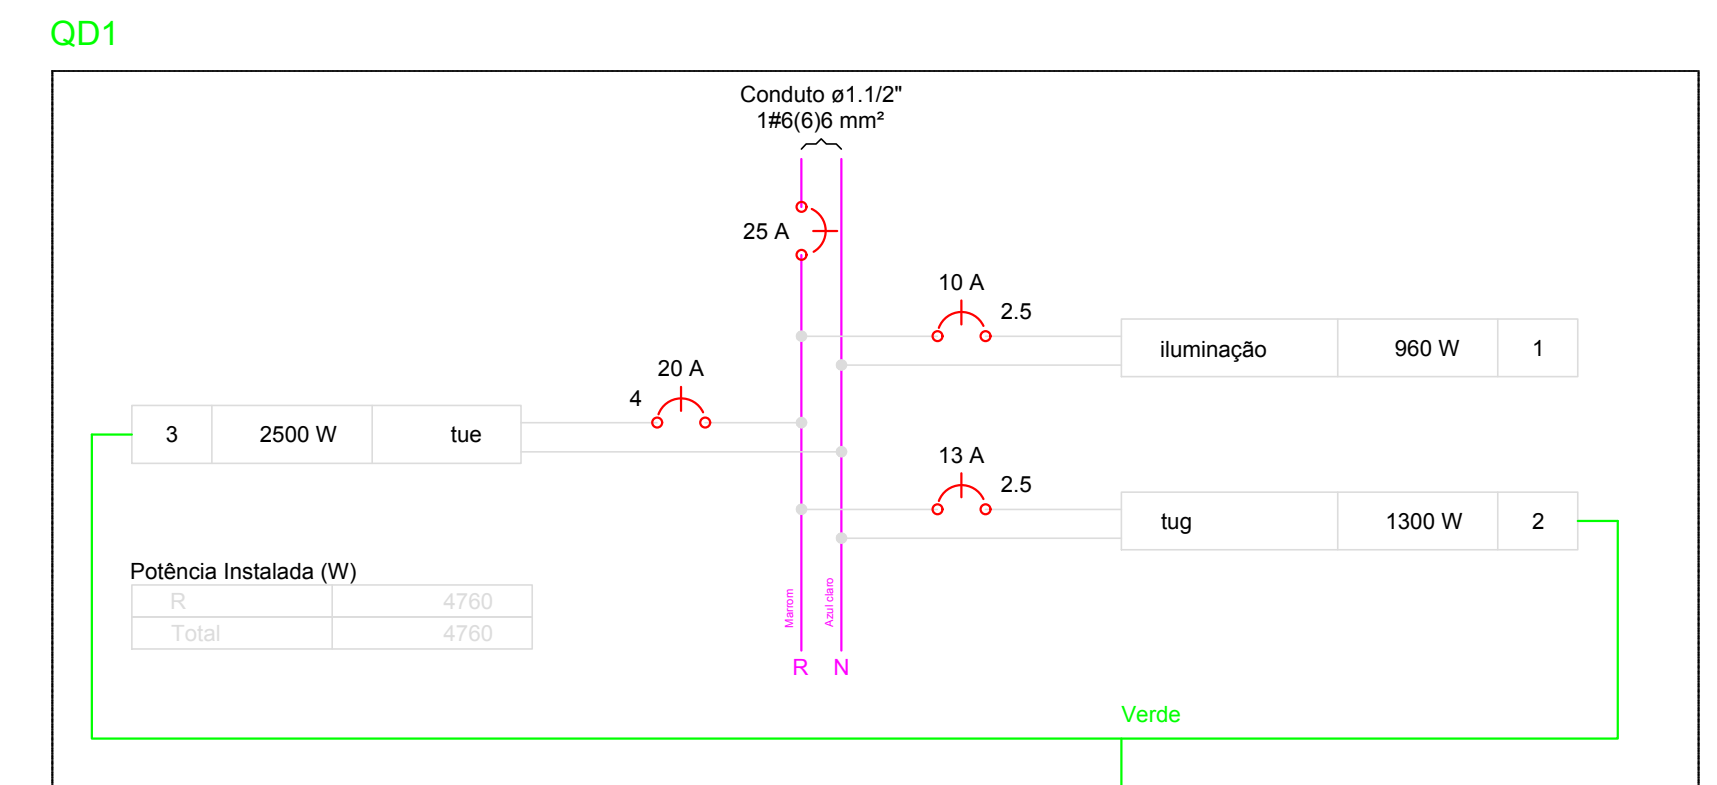 QD1
Conduto ø1.1/2"
1#6(6)6 mm²
25 A
10 A
2.5
iluminação 960 W 1
20 A
4
3 2500 W tue
13 A
2.5
tug 1300 W 2
Potência Instalada (W)
R 4760
Total 4760
Marrom
Azul claro
R N
Verde